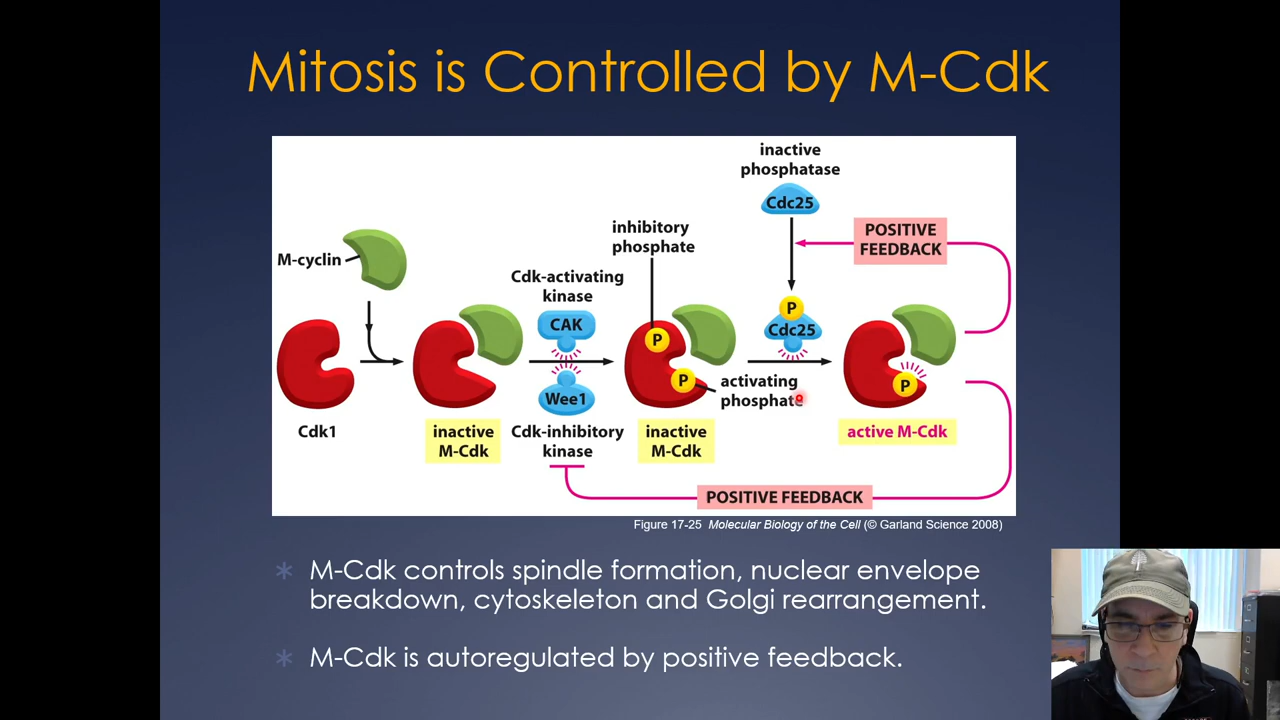 Mitosis is Controlled by M-Cdk
inactive
phosphatase
Cdc25
inhibitory
phosphate
POSITIVE
FEEDBACK
M-cyclin
Cdk-activating
kinase
CAK
P
P
Cdc25
P
activating
phosphate
P
Wee1
Cdk1
inactive
M-Cdk
Cdk-inhibitory
kinase
inactive
M-Cdk
active M-Cdk
POSITIVE FEEDBACK
Figure 17-25 Molecular Biology of the Cell (© Garland Science 2008)
M-Cdk controls spindle formation, nuclear envelope
breakdown, cytoskeleton and Golgi rearrangement.
M-Cdk is autoregulated by positive feedback.